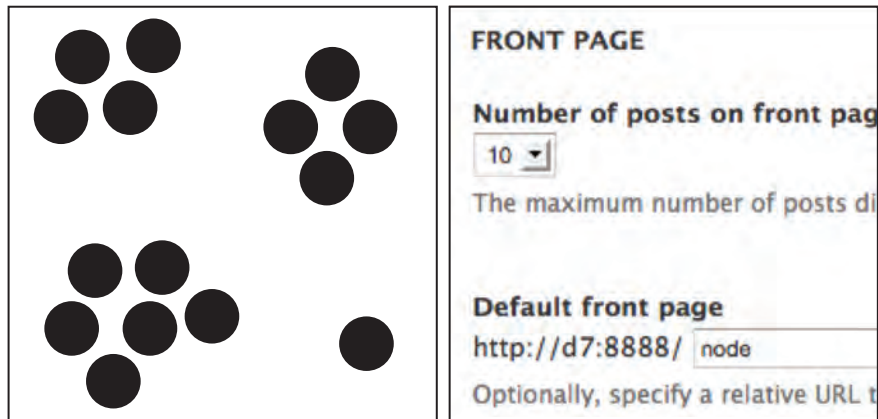 FRONT PAGE
Number of posts on front pag
10
The maximum number of posts di
Default front page
http://d7:8888/ node
Optionally, specify a relative URL t